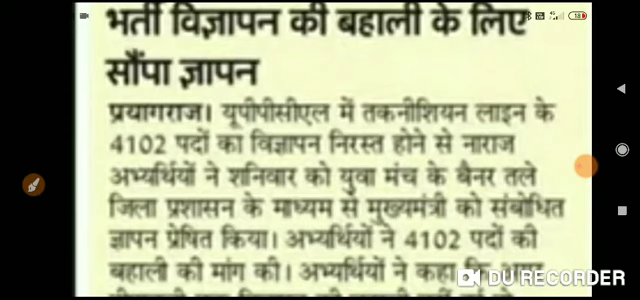 भर्ती विज्ञापन की बहाली के लिए
सौंपा ज्ञापन
प्रयागराज। यूपीपीसीएल में तकनीशियन लाइन के
4102 पदों का विज्ञापन निरस्त होने से नाराज
अभ्यर्थियों ने शनिवार को युवा मंच के बैनर तले
जिला प्रशासन के माध्यम से मुख्यमंत्री को संबोधित
ज्ञापन प्रेषित किया। अभ्यर्थियों ने 4102 पदों की
बहाली की मांग की। अभ्यर्थियों ने कहा कि
DU RECORDER